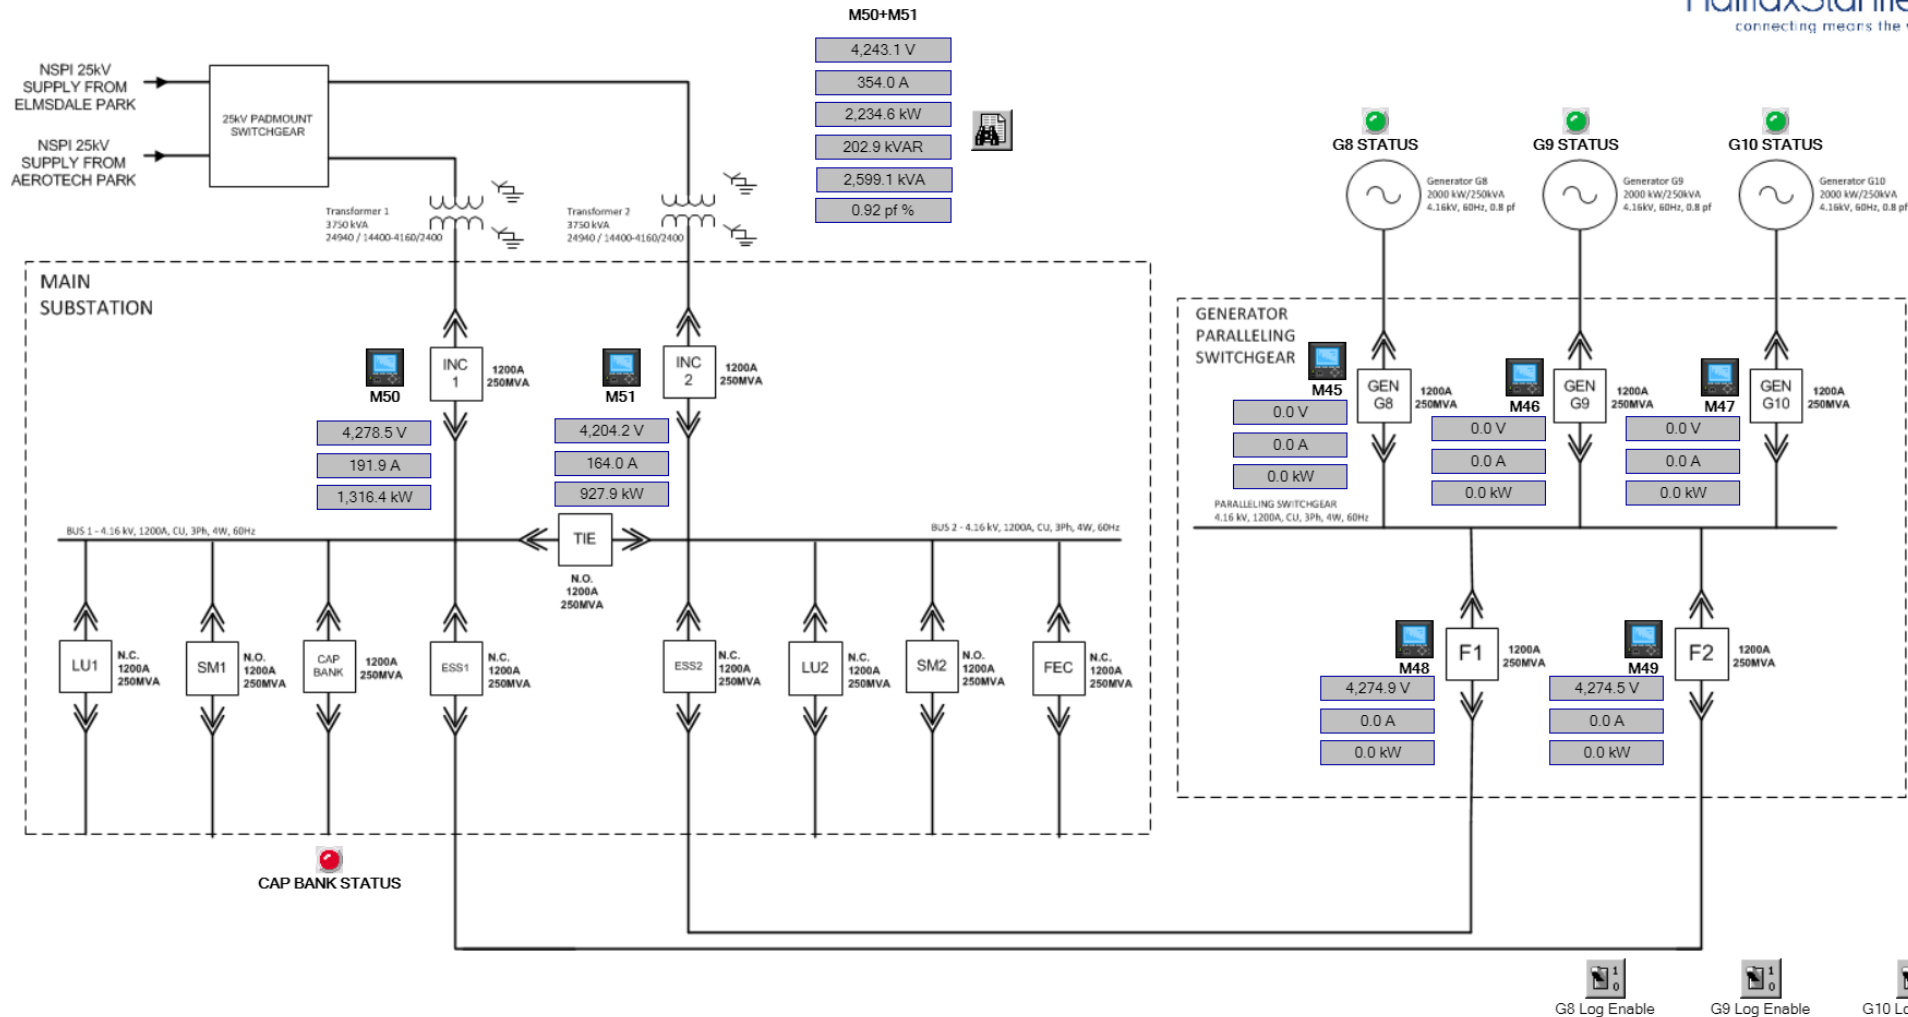 M50+M51
4,243.1 V
354.0 A
2,234.6 kW
202.9 kVAR
2,599.1 kVA
0.92 pf %
connecting means the
NSPI 25kV
SUPPLY FROM
ELMSDALE PARK
NSPI 25kV
SUPPLY FROM
AEROTECH PARK
25kV PADMOUNT
SWITCHGEAR
Transformer 1
3750 kVA
24940 / 14400-4160/2400
Transformer 2
3750 kVA
24940 / 14400-4160/2400
G8 STATUS
G9 STATUS
G10 STATUS
Generator G8
2000 kW/250kVA
4.16kV, 60Hz, 0.8 pf
Generator G9
2000 kW/250kVA
4.16kV, 60Hz, 0.8 pf
Generator G10
2000 kW/250kVA
4.16kV, 60Hz, 0.8 pf
MAIN
SUBSTATION
INC
1
1200A
250MVA
M50
4,278.5 V
191.9 A
1,316.4 kW
INC
2
1200A
250MVA
M51
4,204.2 V
164.0 A
927.9 kW
BUS 1 - 4.16 kV, 1200A, CU, 3Ph, 4W, 60Hz
TIE
N.O.
1200A
250MVA
BUS 2 - 4.16 kV, 1200A, CU, 3Ph, 4W, 60Hz
LU1
N.C.
1200A
250MVA
SM1
N.O.
1200A
250MVA
CAP
BANK
1200A
250MVA
ESS1
N.C.
1200A
250MVA
ESS2
N.C.
1200A
250MVA
LU2
N.C.
1200A
250MVA
SM2
N.O.
1200A
250MVA
FEC
N.C.
1200A
250MVA
CAP BANK STATUS
GENERATOR
PARALLELING
SWITCHGEAR
M45
0.0 V
0.0 A
0.0 kW
GEN
G8
1200A
250MVA
M46
0.0 V
0.0 A
0.0 kW
GEN
G9
1200A
250MVA
M47
0.0 V
0.0 A
0.0 kW
GEN
G10
1200A
250MVA
PARALLELING SWITCHGEAR
4.16 kV, 1200A, CU, 3Ph, 4W, 60Hz
M48
4,274.9 V
0.0 A
0.0 kW
F1
1200A
250MVA
M49
4,274.5 V
0.0 A
0.0 kW
F2
1200A
250MVA
1
0
G8 Log Enable
1
0
G9 Log Enable
G10